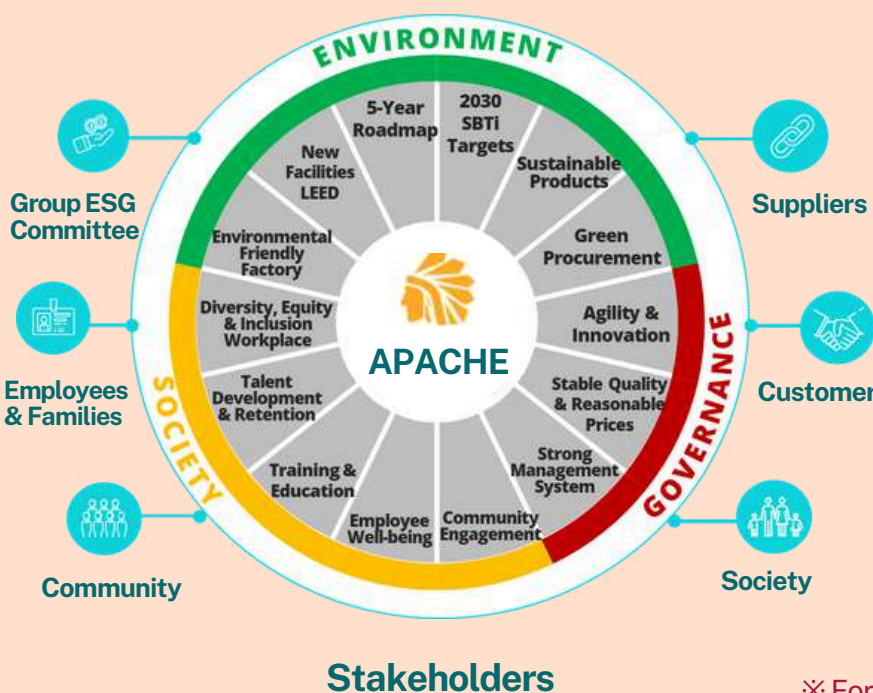 ENVIRONMENT
5-Year
Roadmap
2030
SBTi
Targets
New
Facilities
LEED
Sustainable
Products
Environmental
Friendly
Factory
Green
Procurement
Diversity, Equity
& Inclusion
Workplace
Agility &
Innovation
APACHE
Talent
Development
& Retention
Stable Quality
& Reasonable
Prices
Training &
Education
Strong
Management
System
Employee
Well-being
Community
Engagement
SOCIETY
GOVERNANCE
Group ESG
Committee
Suppliers
Employees
& Families
Customer
Community
Society
Stakeholders
※ For